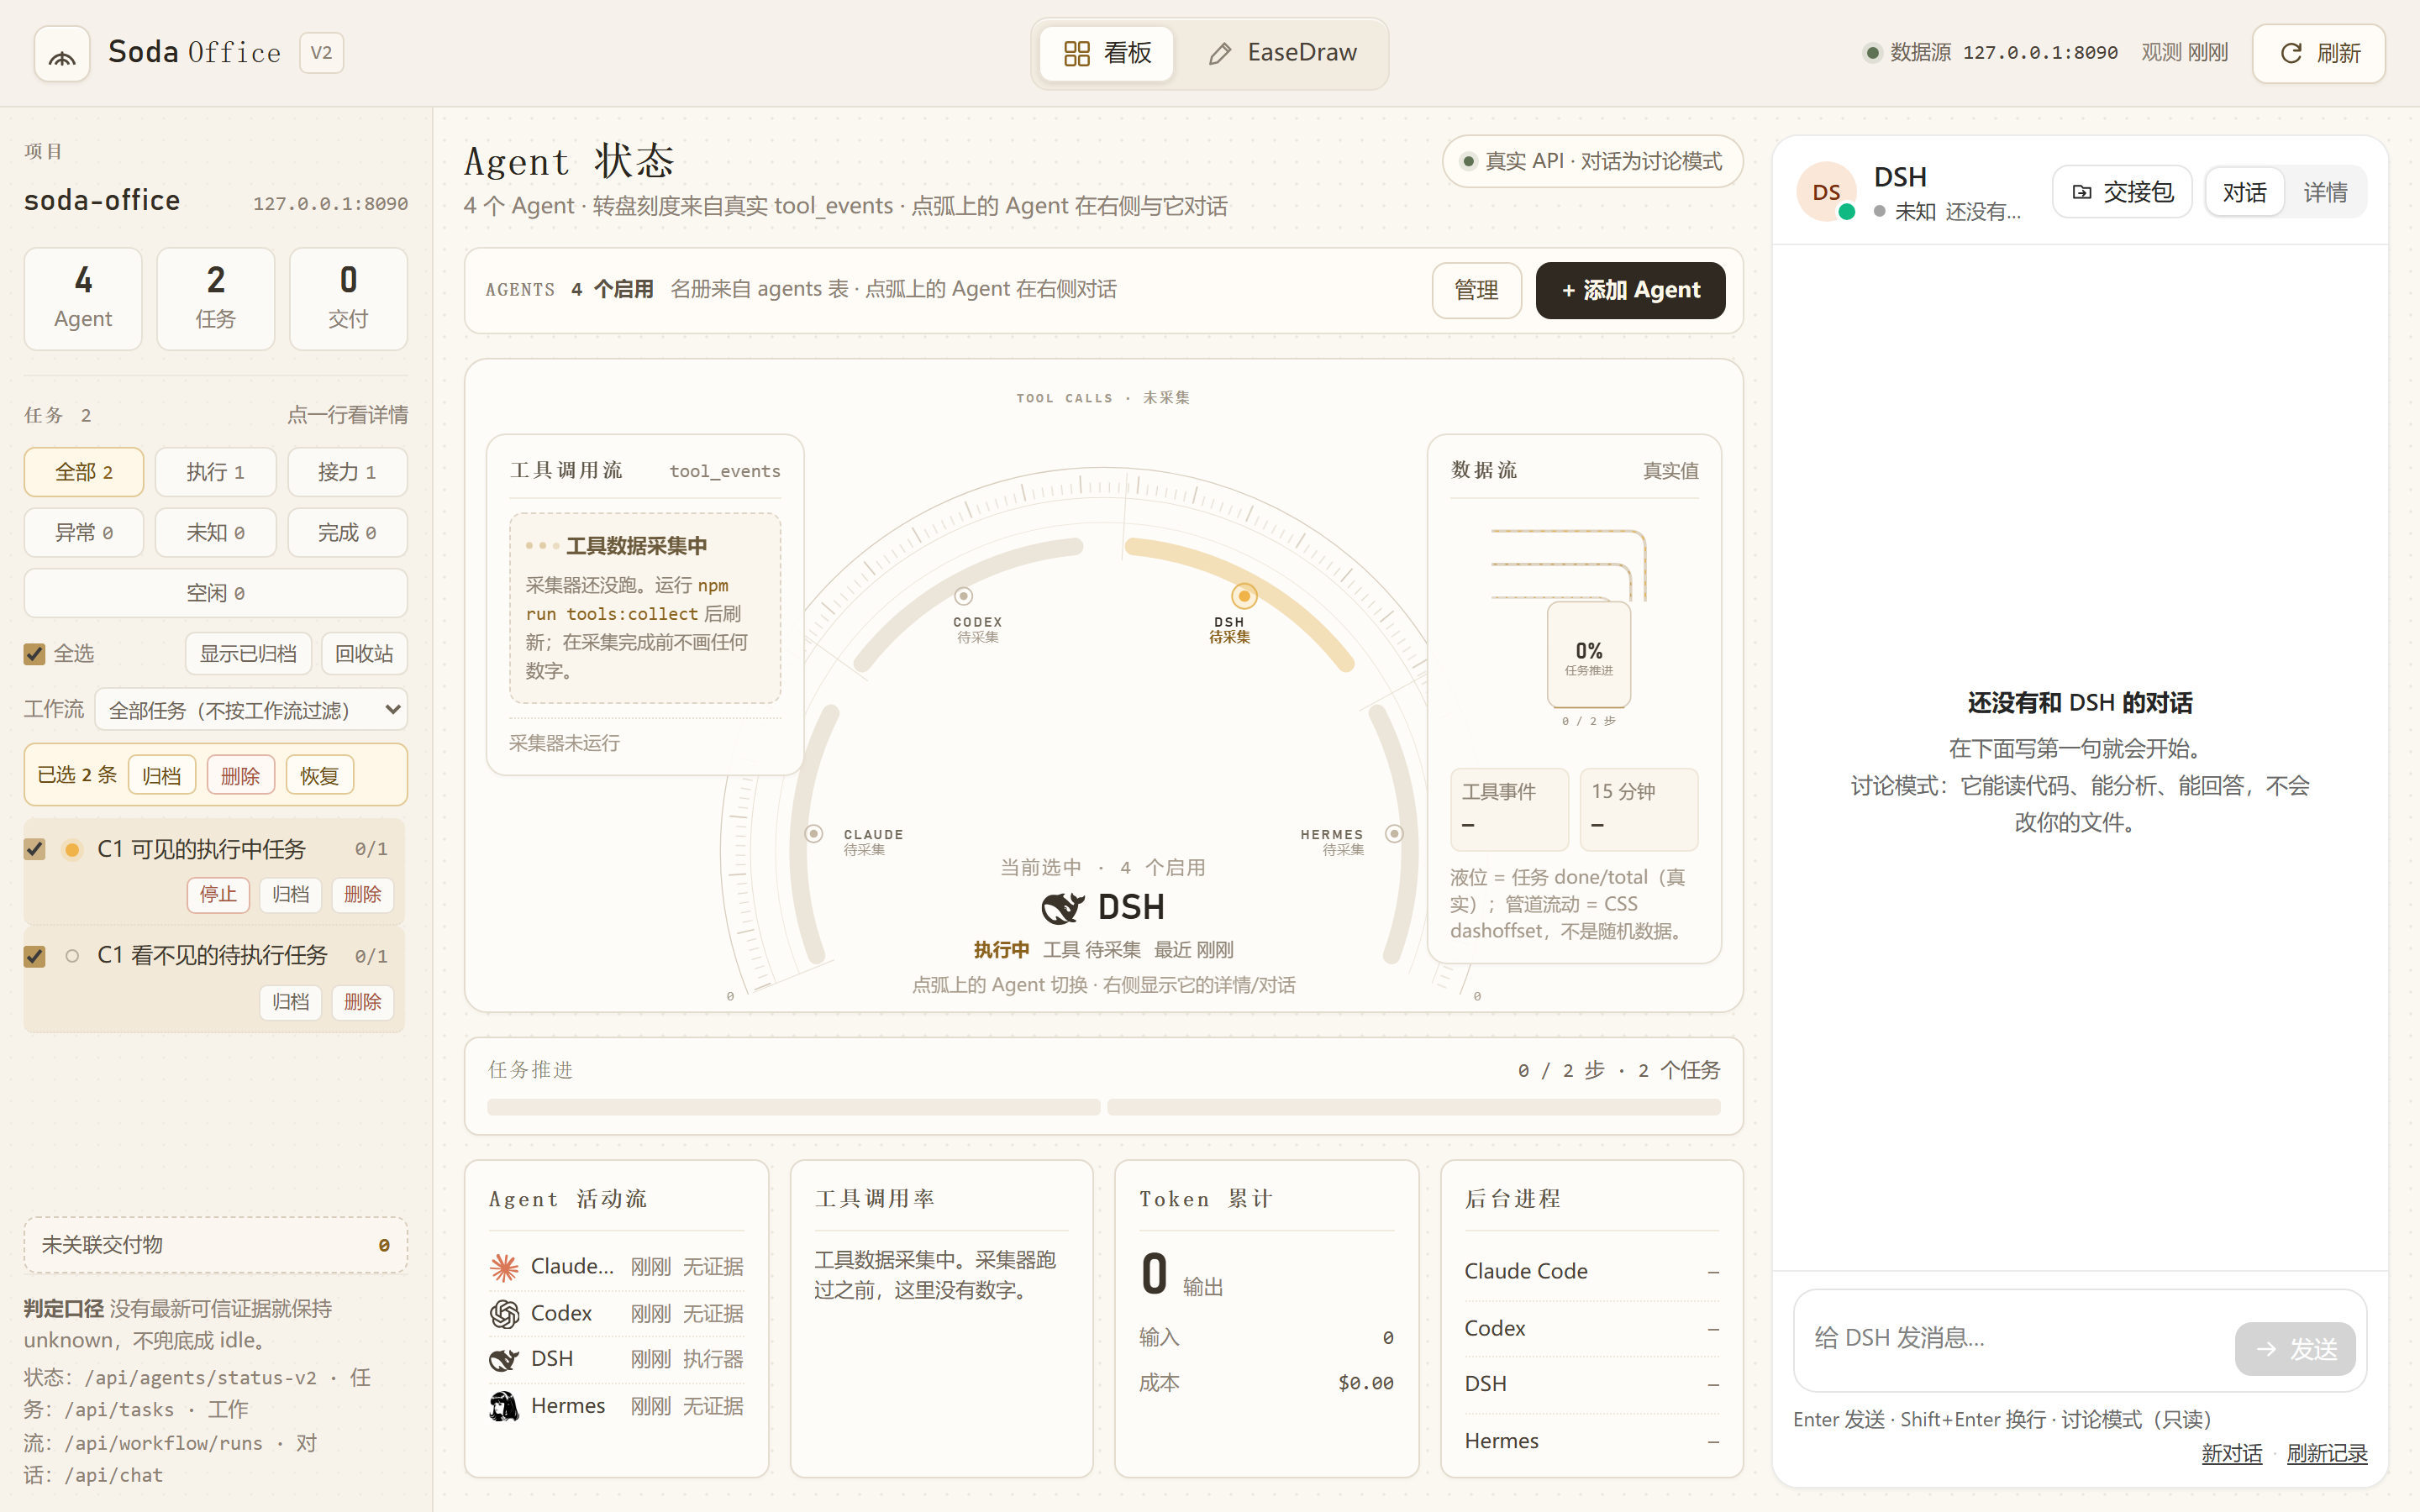 Soda Office V2
看板
EaseDraw
数据源 127.0.0.1:8090 观测 刚刚
刷新
项目
soda-office 127.0.0.1:8090
4
Agent
2
任务
0
交付
任务 2 点一行看详情
全部 2
执行 1
接力 1
异常 0
未知 0
完成 0
空闲 0
全选
显示已归档
回收站
工作流
全部任务（不按工作流过滤）
已选 2 条
归档
删除
恢复
C1 可见的执行中任务 0/1
停止
归档
删除
C1 看不见的待执行任务 0/1
归档
删除
未关联交付物 0
判定口径 没有最新可信证据就保持
unknown，不兜底成 idle。
状态：/api/agents/status-v2 · 任
务：/api/tasks · 工作
流：/api/workflow/runs · 对
话：/api/chat
Agent 状态
4 个 Agent · 转盘刻度来自真实 tool_events · 点弧上的 Agent 在右侧与它对话
真实 API · 对话为讨论模式
AGENTS 4 个启用 名册来自 agents 表 · 点弧上的 Agent 在右侧对话
管理
+ 添加 Agent
TOOL CALLS · 未采集
工具调用流 tool_events
工具数据采集中
采集器还没跑。运行 npm
run tools:collect 后刷
新；在采集完成前不画任何
数字。
采集器未运行
CODEX
待采集
DSH
待采集
CLAUDE
待采集
HERMES
待采集
当前选中 · 4 个启用
DSH
执行中 工具 待采集 最近 刚刚
点弧上的 Agent 切换 · 右侧显示它的详情/对话
0
0
数据流 真实值
0%
任务推进
0 / 2 步
工具事件
–
15 分钟
–
液位 = 任务 done/total（真
实）；管道流动 = CSS
dashoffset，不是随机数据。
任务推进 0 / 2 步 · 2 个任务
Agent 活动流
Claude... 刚刚 无证据
Codex 刚刚 无证据
DSH 刚刚 执行器
Hermes 刚刚 无证据
工具调用率
工具数据采集中。采集器跑
过之前，这里没有数字。
Token 累计
0 输出
输入 0
成本 $0.00
后台进程
Claude Code –
Codex –
DSH –
Hermes –
DS
DSH
未知 还没有...
交接包
对话
详情
还没有和 DSH 的对话
在下面写第一句就会开始。
讨论模式：它能读代码、能分析、能回答，不会
改你的文件。
给 DSH 发消息...
发送
Enter 发送 · Shift+Enter 换行 · 讨论模式（只读）
新对话 · 刷新记录